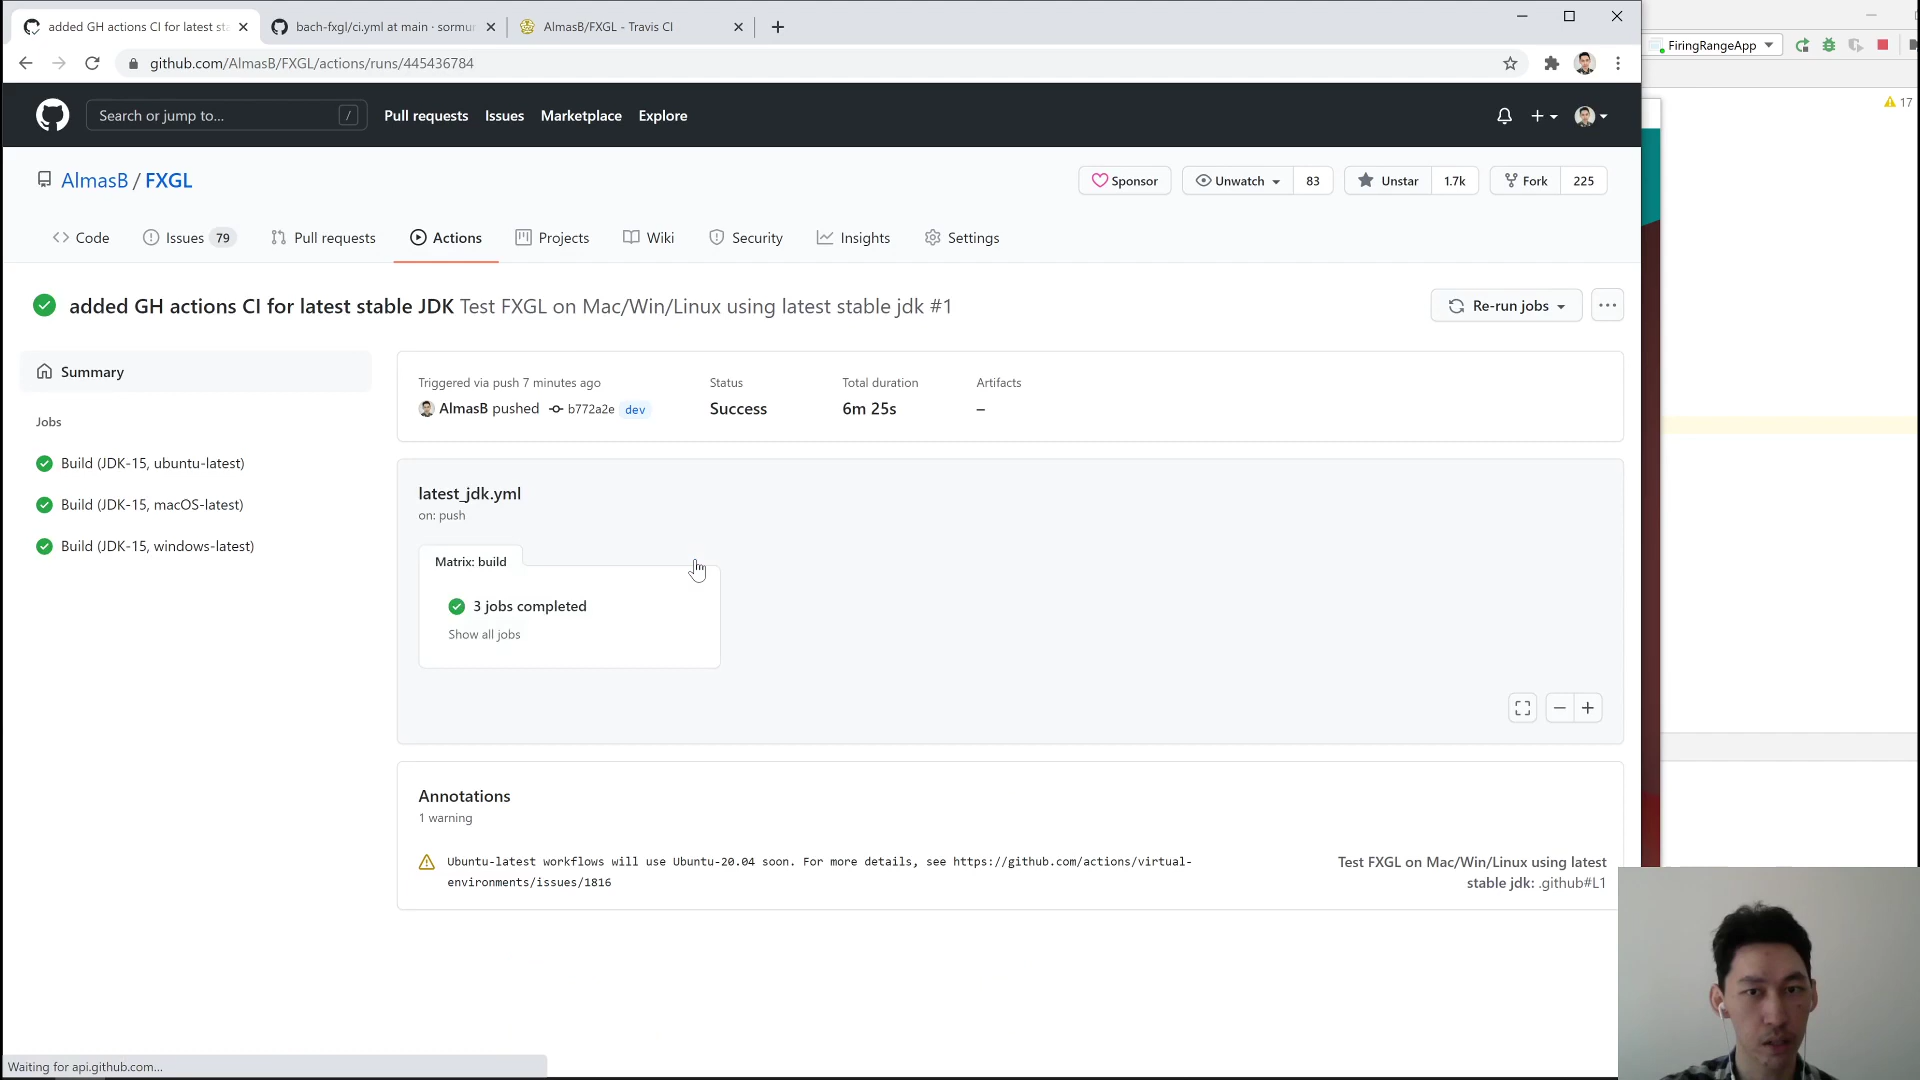 added GH actions CI for latest sta
bach-fxgl/ci.yml at main · sormu
AlmasB/FXGL - Travis CI
FiringRangeApp
github.com/AlmasB/FXGL/actions/runs/445436784
17
Search or jump to...
/
Pull requests
Issues
Marketplace
Explore
AlmasB / FXGL
Sponsor
Unwatch
83
Unstar
1.7k
Fork
225
Code
Issues 79
Pull requests
Actions
Projects
Wiki
Security
Insights
Settings
added GH actions CI for latest stable JDK Test FXGL on Mac/Win/Linux using latest stable jdk #1
Re-run jobs
Summary
Triggered via push 7 minutes ago
Status
Total duration
Artifacts
AlmasB pushed b772a2e dev
Success
6m 25s
–
Jobs
Build (JDK-15, ubuntu-latest)
Build (JDK-15, macOS-latest)
Build (JDK-15, windows-latest)
latest_jdk.yml
on: push
Matrix: build
3 jobs completed
Show all jobs
Annotations
1 warning
Ubuntu-latest workflows will use Ubuntu-20.04 soon. For more details, see https://github.com/actions/virtual-
environments/issues/1816
Test FXGL on Mac/Win/Linux using latest
stable jdk: .github#L1
Waiting for api.github.com...